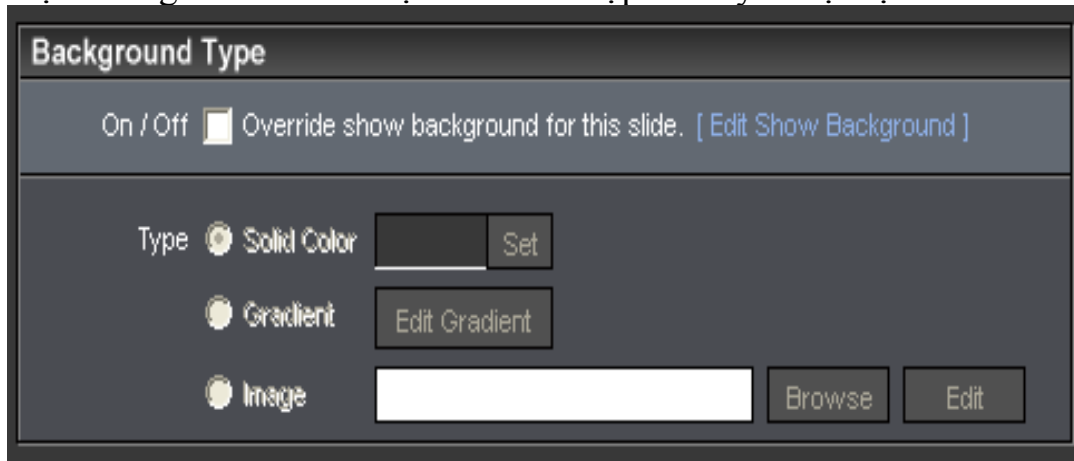 Background Type
On / Off Override show background for this slide. [ Edit Show Background ]
Type Solid Color Set
Gradient Edit Gradient
Image Browse Edit